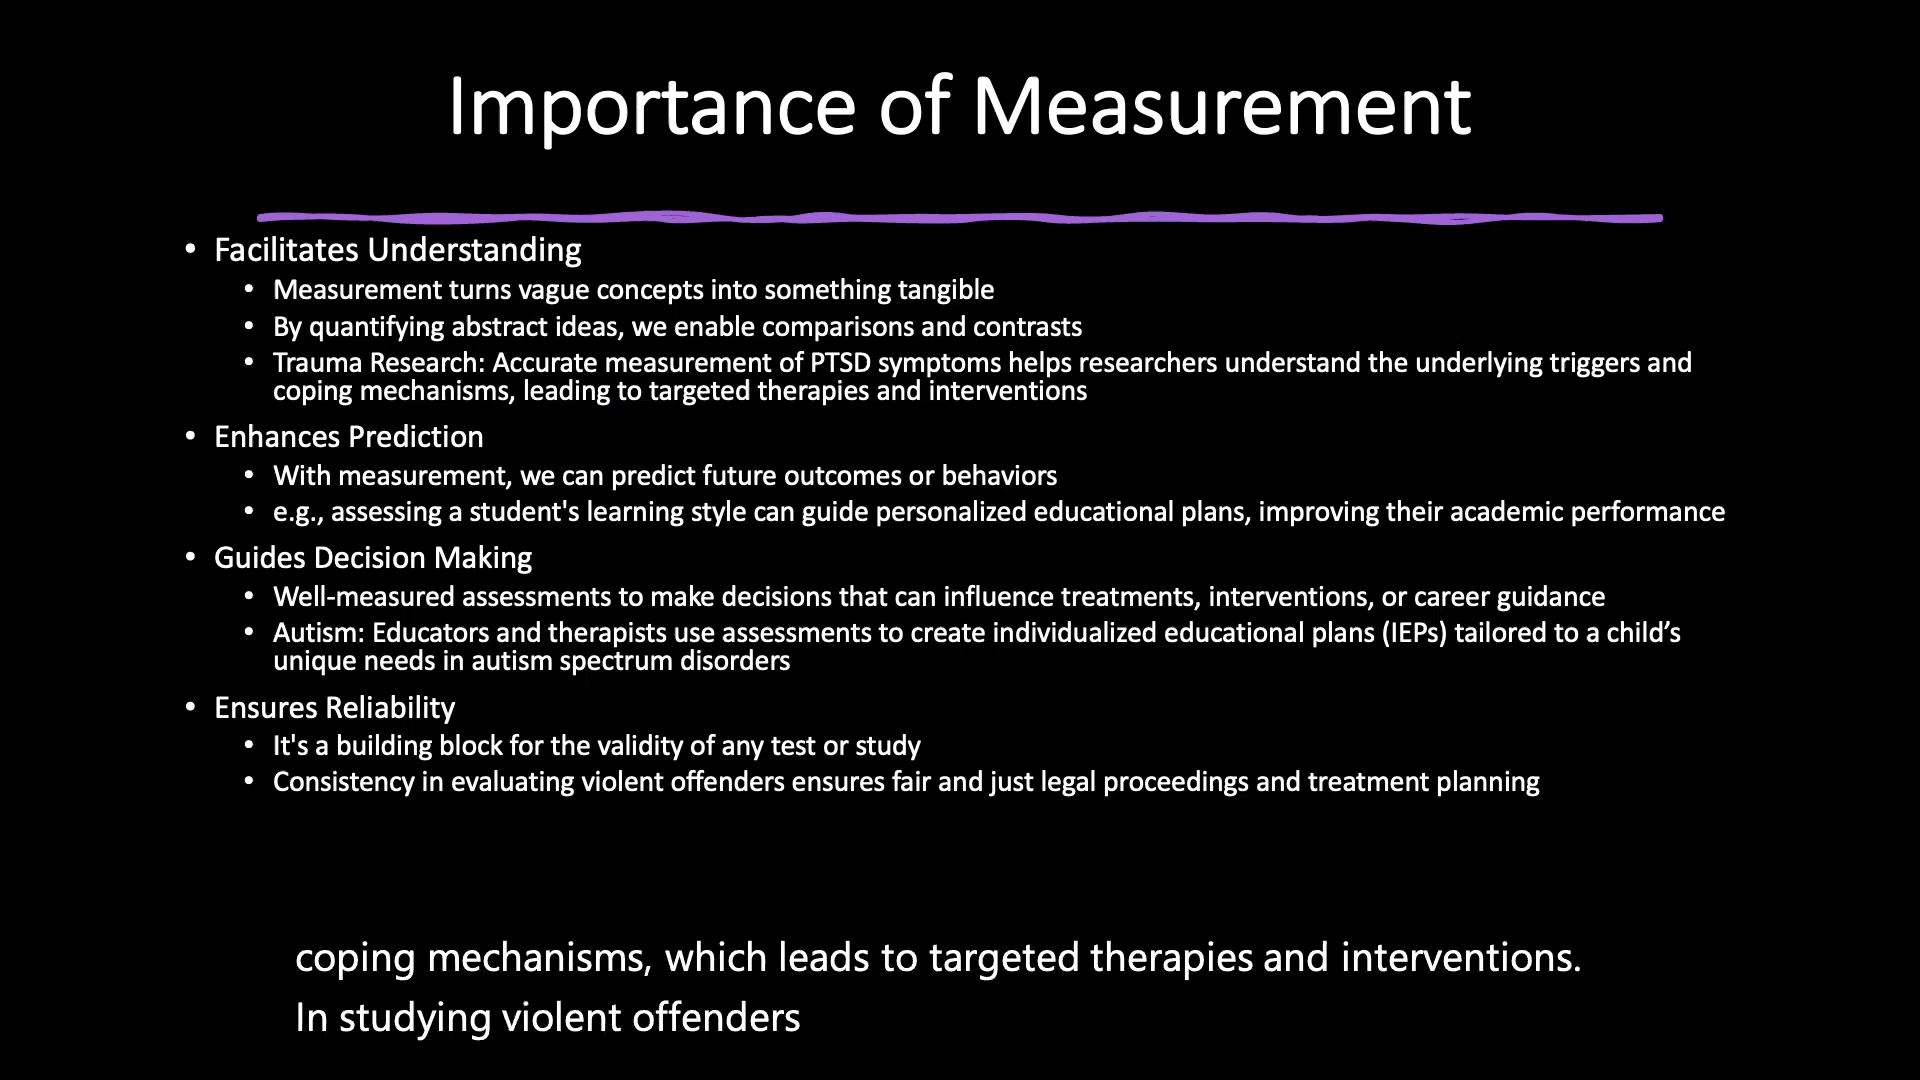 Importance of Measurement
• Facilitates Understanding
• Measurement turns vague concepts into something tangible
• By quantifying abstract ideas, we enable comparisons and contrasts
• Trauma Research: Accurate measurement of PTSD symptoms helps researchers understand the underlying triggers and
coping mechanisms, leading to targeted therapies and interventions
• Enhances Prediction
• With measurement, we can predict future outcomes or behaviors
• e.g., assessing a student's learning style can guide personalized educational plans, improving their academic performance
• Guides Decision Making
• Well-measured assessments to make decisions that can influence treatments, interventions, or career guidance
• Autism: Educators and therapists use assessments to create individualized educational plans (IEPs) tailored to a child’s
unique needs in autism spectrum disorders
• Ensures Reliability
• It's a building block for the validity of any test or study
• Consistency in evaluating violent offenders ensures fair and just legal proceedings and treatment planning
coping mechanisms, which leads to targeted therapies and interventions.
In studying violent offenders